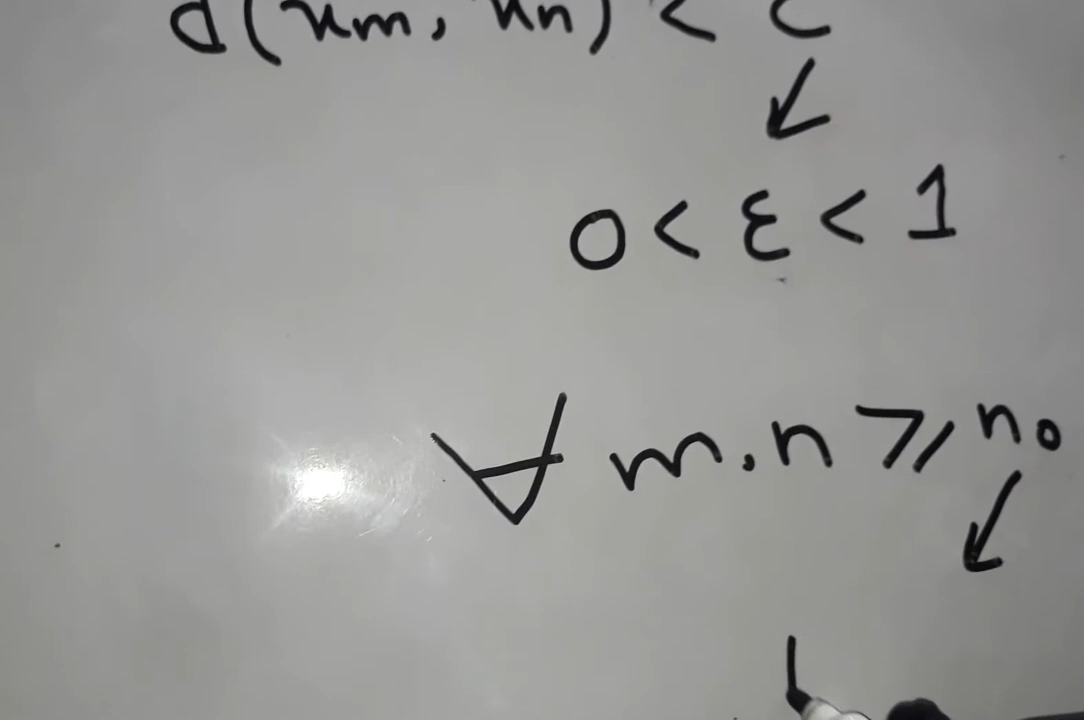 d(xm, xn) < ε
0 < ε < 1
∀ m,n ⩾ n₀